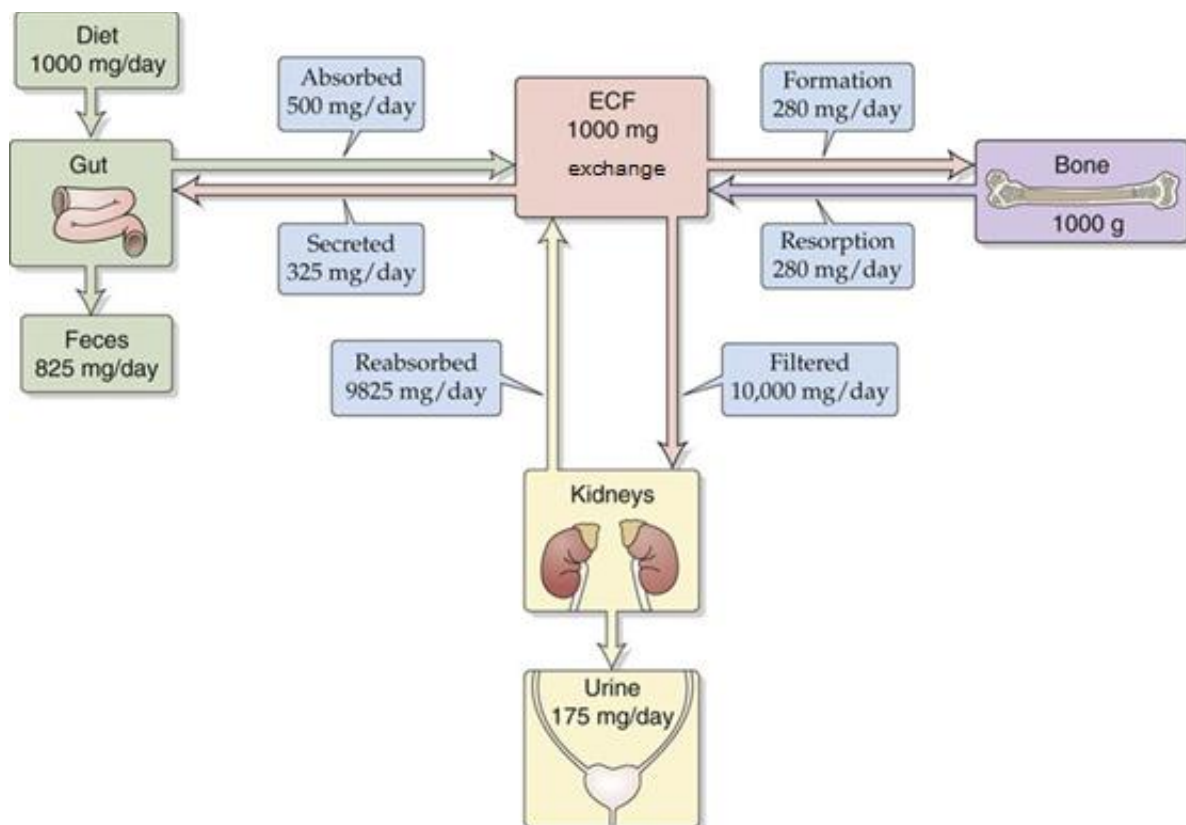 Diet
1000 mg/day
Absorbed
500 mg/day
ECF
1000 mg
exchange
Formation
280 mg/day
Gut
Bone
1000 g
Secreted
325 mg/day
Resorption
280 mg/day
Feces
825 mg/day
Reabsorbed
9825 mg/day
Filtered
10,000 mg/day
Kidneys
Urine
175 mg/day